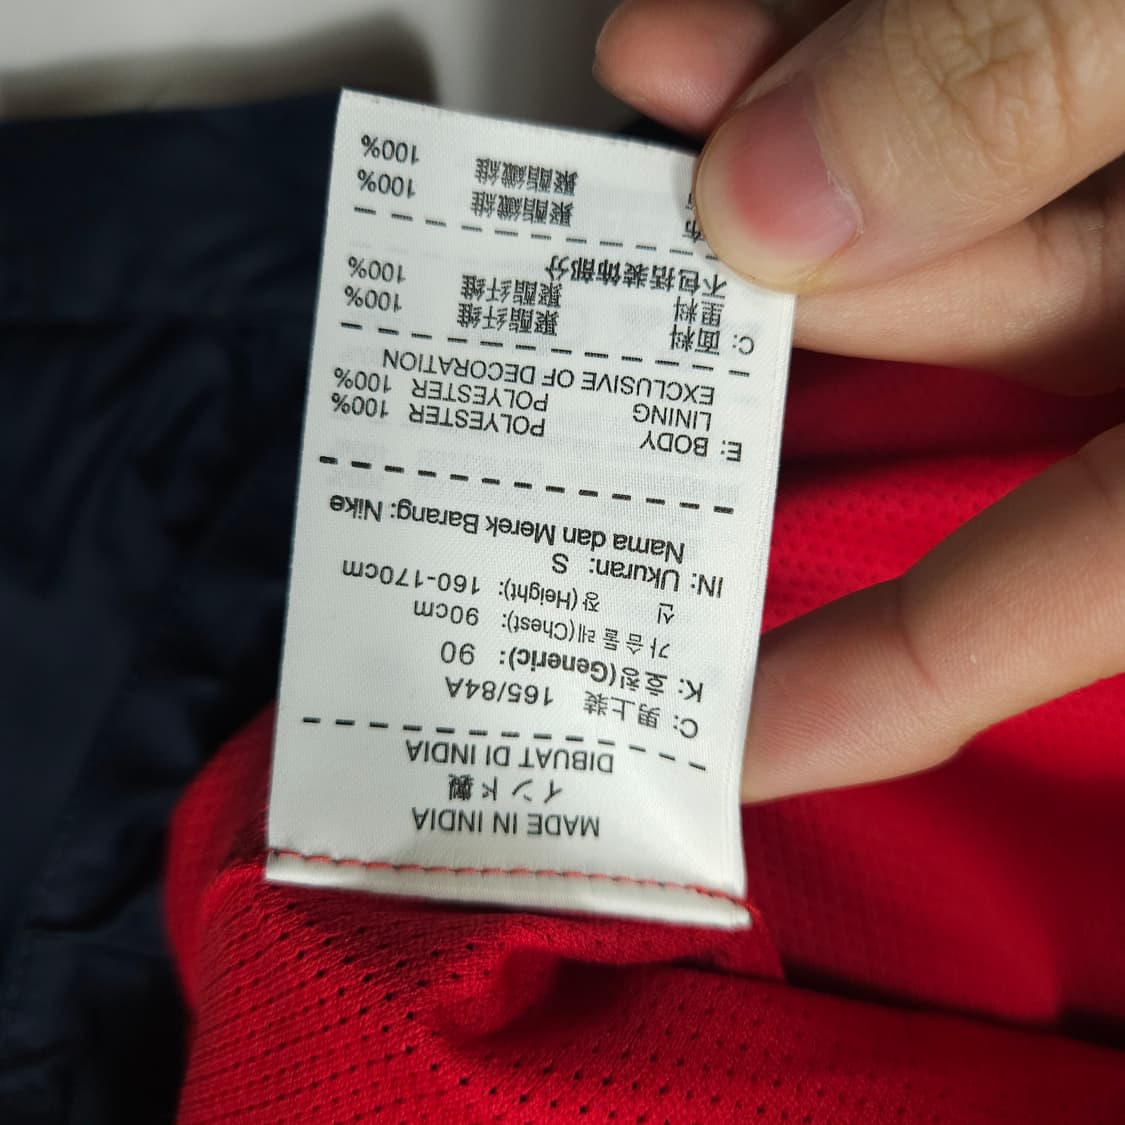 MADE IN INDIA
インド製
DIBUAT DI INDIA
C: 男上装 165/84A
K: 호칭(Generic): 90
가슴둘레(Chest): 90cm
신 장(Height): 160-170cm
IN: Ukuran: S
Nama dan Merek Barang: Nike
E: BODY POLYESTER 100%
LINING POLYESTER 100%
EXCLUSIVE OF DECORATION
C: 面料 聚酯纤维 100%
里料 聚酯纤维 100%
不包括装饰部分
聚酯纖維 100%
聚酯纖維 100%